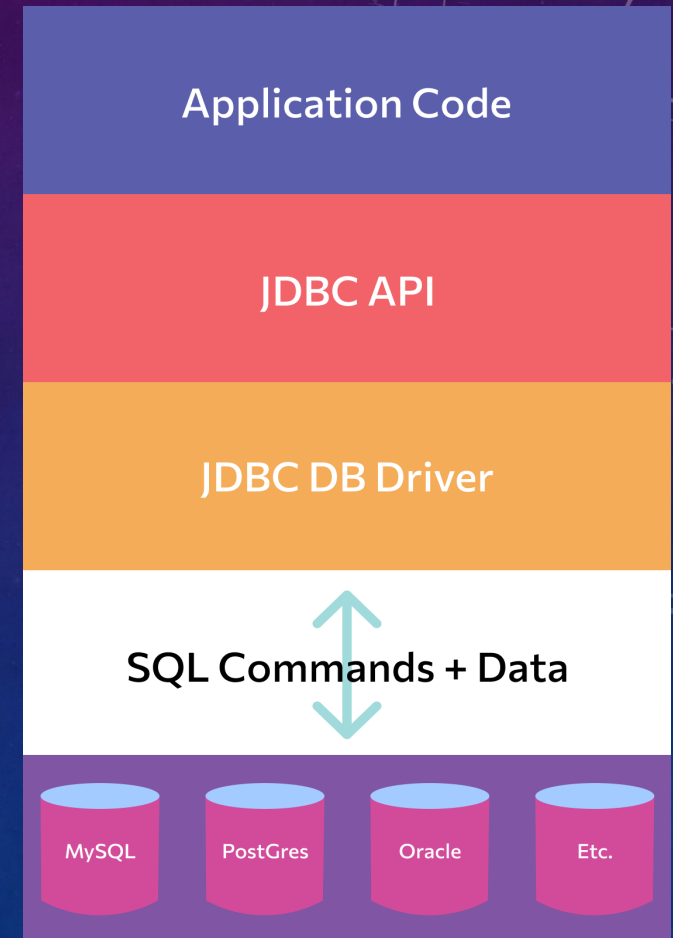 Application Code
JDBC API
JDBC DB Driver
SQL Commands + Data
MySQL
PostGres
Oracle
Etc.